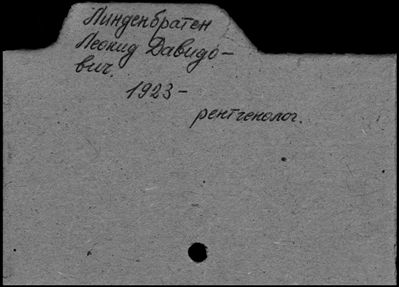 Линденбратен
Леонид Давидо-
вич.
1923-
рентгенолог.